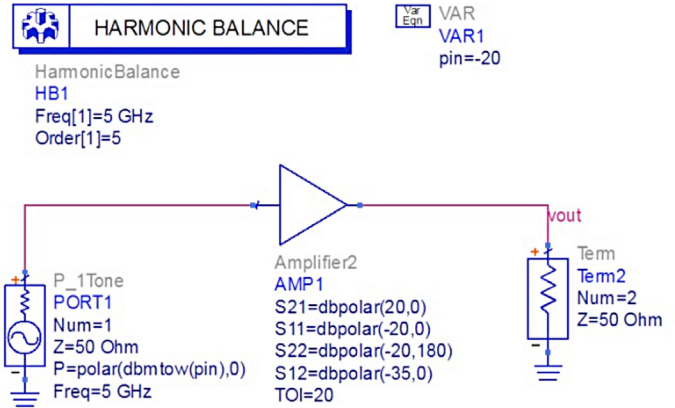 HARMONIC BALANCE
HarmonicBalance
HB1
Freq[1]=5 GHz
Order[1]=5
Var
Eqn
VAR
VAR1
pin=-20
vout
+
P_1Tone
PORT1
Num=1
Z=50 Ohm
P=polar(dbmtow(pin),0)
Freq=5 GHz
-
Amplifier2
AMP1
S21=dbpolar(20,0)
S11=dbpolar(-20,0)
S22=dbpolar(-20,180)
S12=dbpolar(-35,0)
TOI=20
+
Term
Term2
Num=2
Z=50 Ohm
-